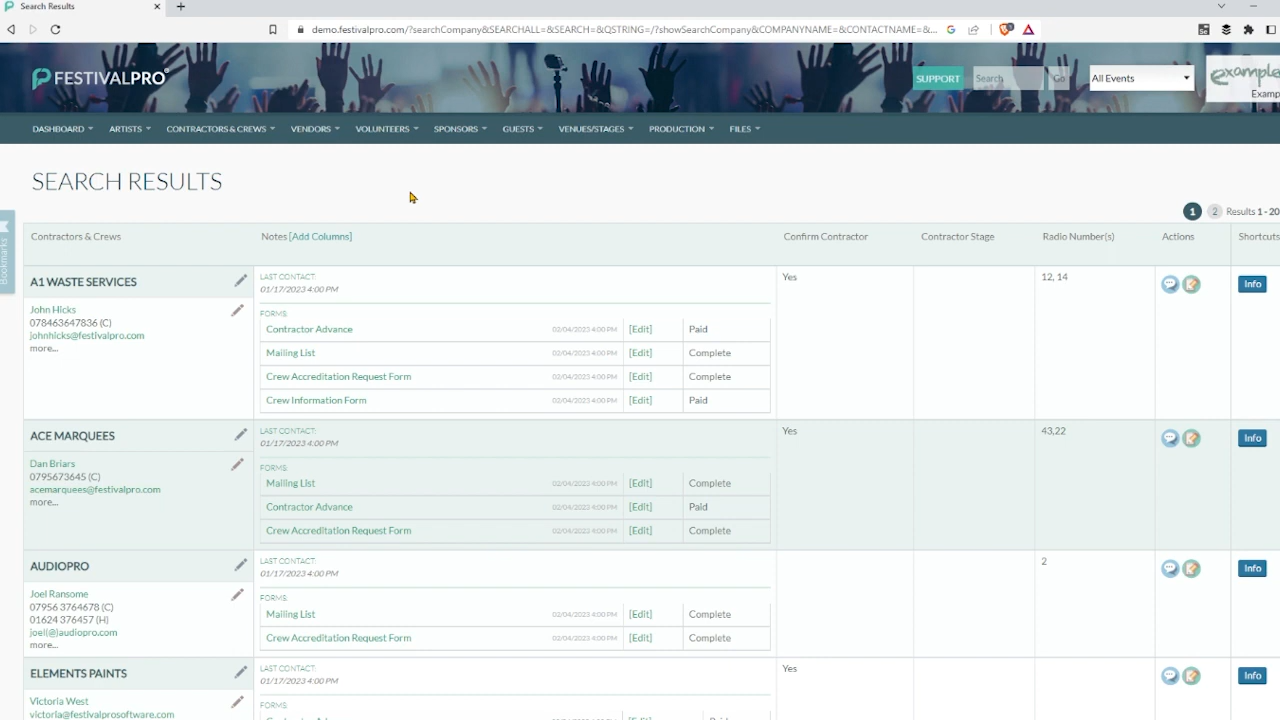 Search Results
demo.festivalpro.com/?searchCompany&SEARCHALL=&SEARCH=&QSTRING=/?showSearchCompany&COMPANYNAME=&CONTACTNAME=&...
FESTIVALPRO
SUPPORT
Search
Go
All Events
example
Examp
DASHBOARD ARTISTS CONTRACTORS & CREWS VENDORS VOLUNTEERS SPONSORS GUESTS VENUES/STAGES PRODUCTION FILES
SEARCH RESULTS
1 2 Results 1 - 20
Bookmarks
Contractors & Crews Notes [Add Columns] Confirm Contractor Contractor Stage Radio Number(s) Actions Shortcuts
A1 WASTE SERVICES
John Hicks
078463647836 (C)
johnhicks@festivalpro.com
more...
LAST CONTACT:
01/17/2023 4:00 PM
FORMS:
Contractor Advance 02/04/2023 4:00 PM [Edit] Paid
Mailing List 02/04/2023 4:00 PM [Edit] Complete
Crew Accreditation Request Form 02/04/2023 4:00 PM [Edit] Complete
Crew Information Form 02/04/2023 4:00 PM [Edit] Paid
Yes
12, 14
Info
ACE MARQUEES
Dan Briars
0795673645 (C)
acemarquees@festivalpro.com
more...
LAST CONTACT:
01/17/2023 4:00 PM
FORMS:
Mailing List 02/04/2023 4:00 PM [Edit] Complete
Contractor Advance 02/04/2023 4:00 PM [Edit] Paid
Crew Accreditation Request Form 02/04/2023 4:00 PM [Edit] Complete
Yes
43,22
Info
AUDIOPRO
Joel Ransome
07956 3764678 (C)
01624 376457 (H)
joel(@)audiopro.com
more...
LAST CONTACT:
01/17/2023 4:00 PM
FORMS:
Mailing List 02/04/2023 4:00 PM [Edit] Complete
Crew Accreditation Request Form 02/04/2023 4:00 PM [Edit] Complete
2
Info
ELEMENTS PAINTS
Victoria West
victoria@festivalprosoftware.com
LAST CONTACT:
01/17/2023 4:00 PM
FORMS:
Yes
Info